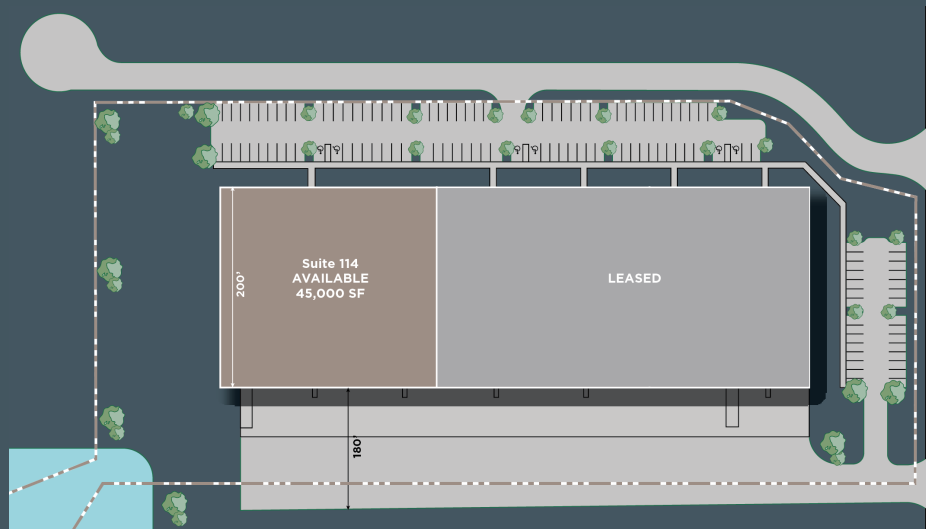 Suite 114
AVAILABLE
45,000 SF
200'
LEASED
180'